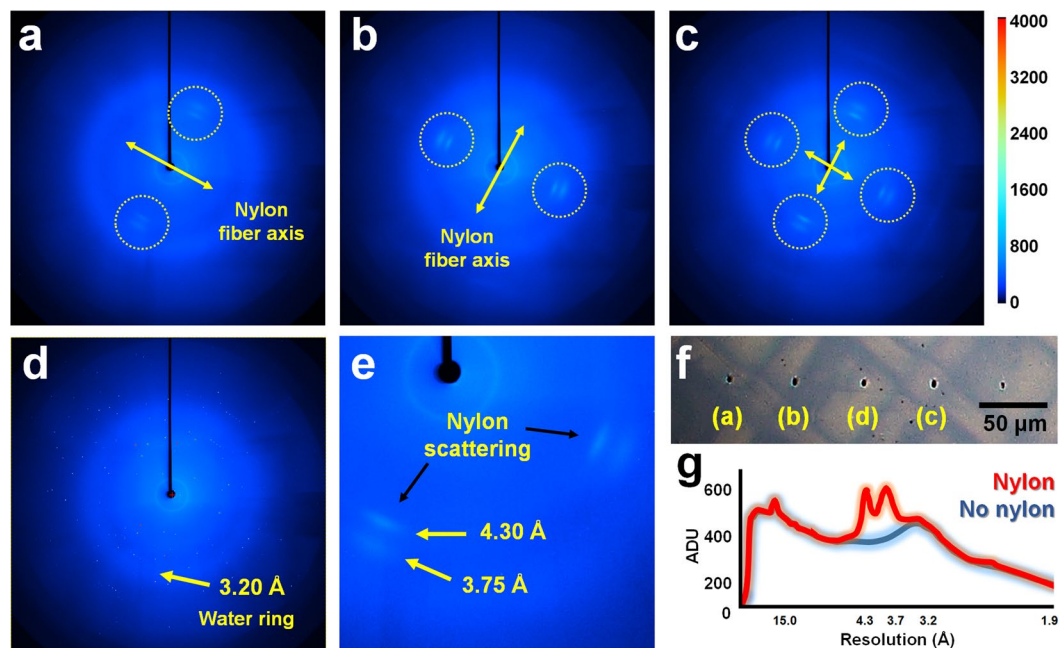 a
Nylon
fiber axis
b
Nylon
fiber axis
c
4000
3200
2400
1600
800
0
d
3.20 Å
Water ring
e
Nylon
scattering
4.30 Å
3.75 Å
f
(a) (b) (d) (c)
50 µm
g
Nylon
No nylon
ADU
600
400
200
0
15.0 4.3 3.7 3.2 1.9
Resolution (Å)